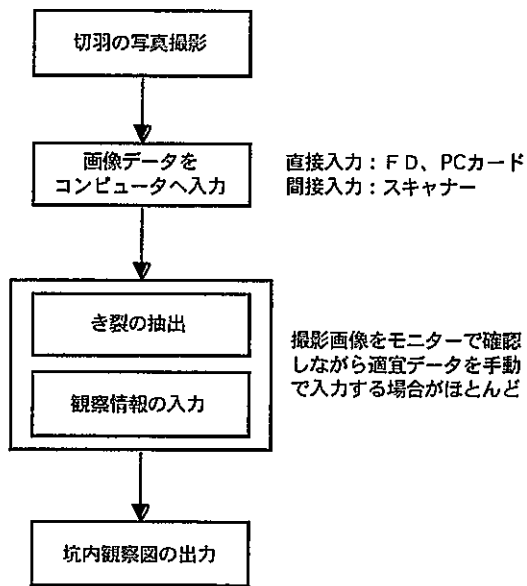 切羽の写真撮影
画像データを
コンピュータへ入力
直接入力：ＦＤ、PCカード
間接入力：スキャナー
き裂の抽出
観察情報の入力
撮影画像をモニターで確認
しながら適宜データを手動
で入力する場合がほとんど
坑内観察図の出力